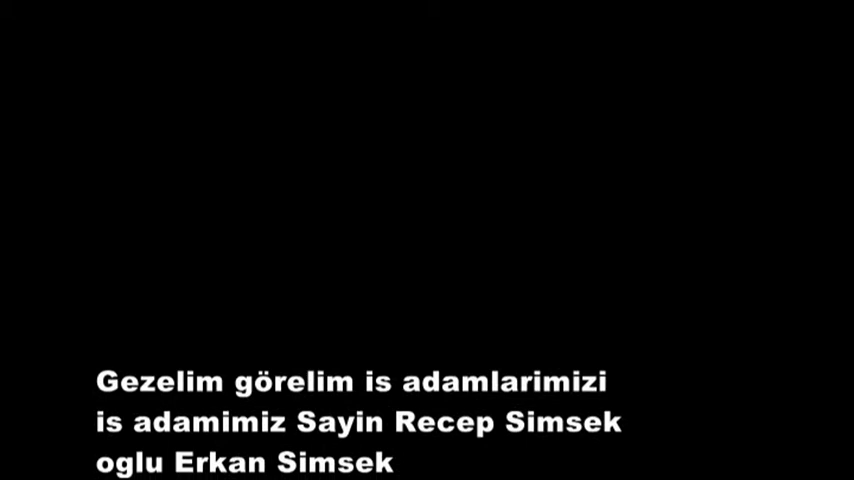 Gezelim görelim is adamlarimizi
is adamimiz Sayin Recep Simsek
oglu Erkan Simsek